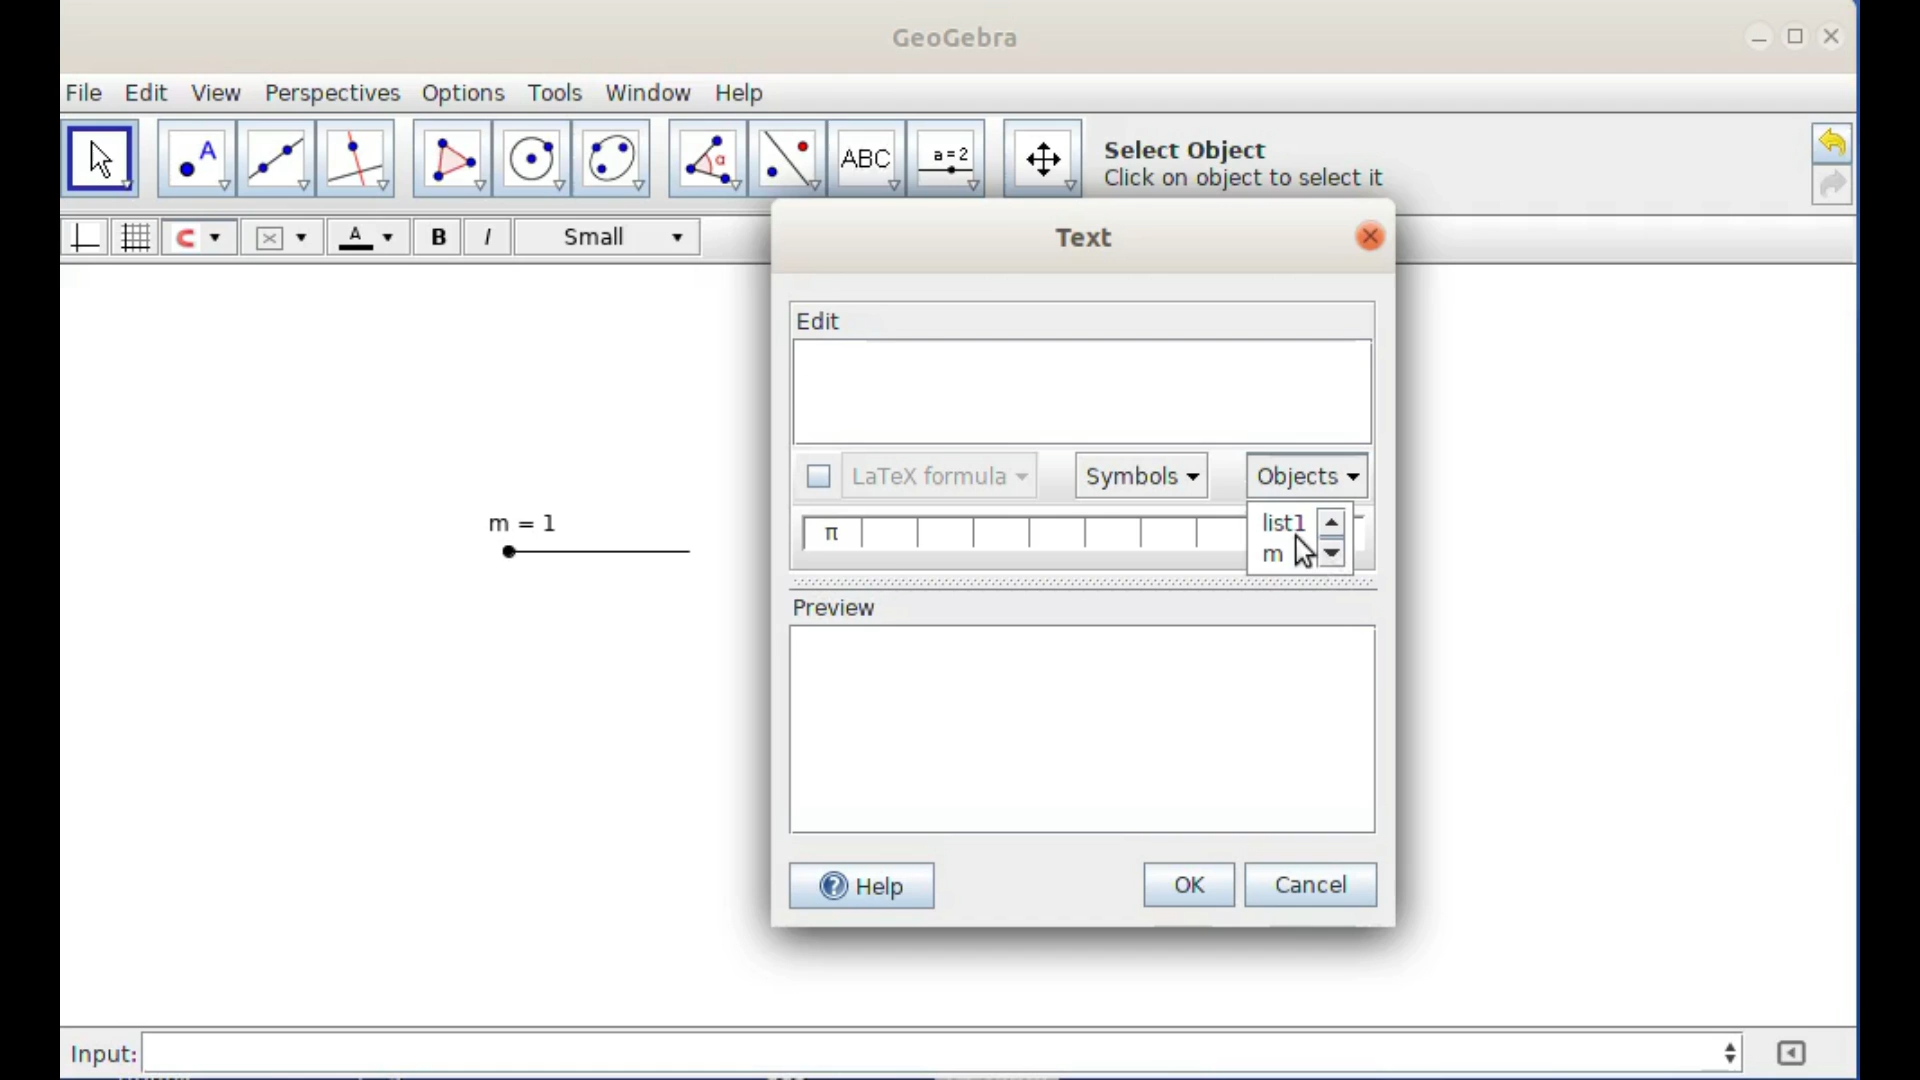 GeoGebra
File Edit View Perspectives Options Tools Window Help
A
α
ABC
a = 2
Select Object
Click on object to select it
A B I Small
Text
Edit
LaTeX formula Symbols Objects
m = 1
π
list1
m
Preview
Help OK Cancel
Input: